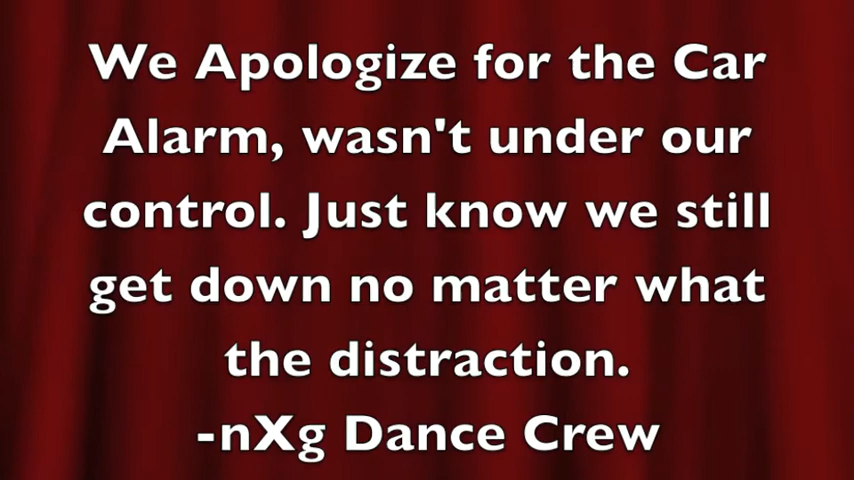 We Apologize for the Car
Alarm, wasn't under our
control. Just know we still
get down no matter what
the distraction.
-nXg Dance Crew